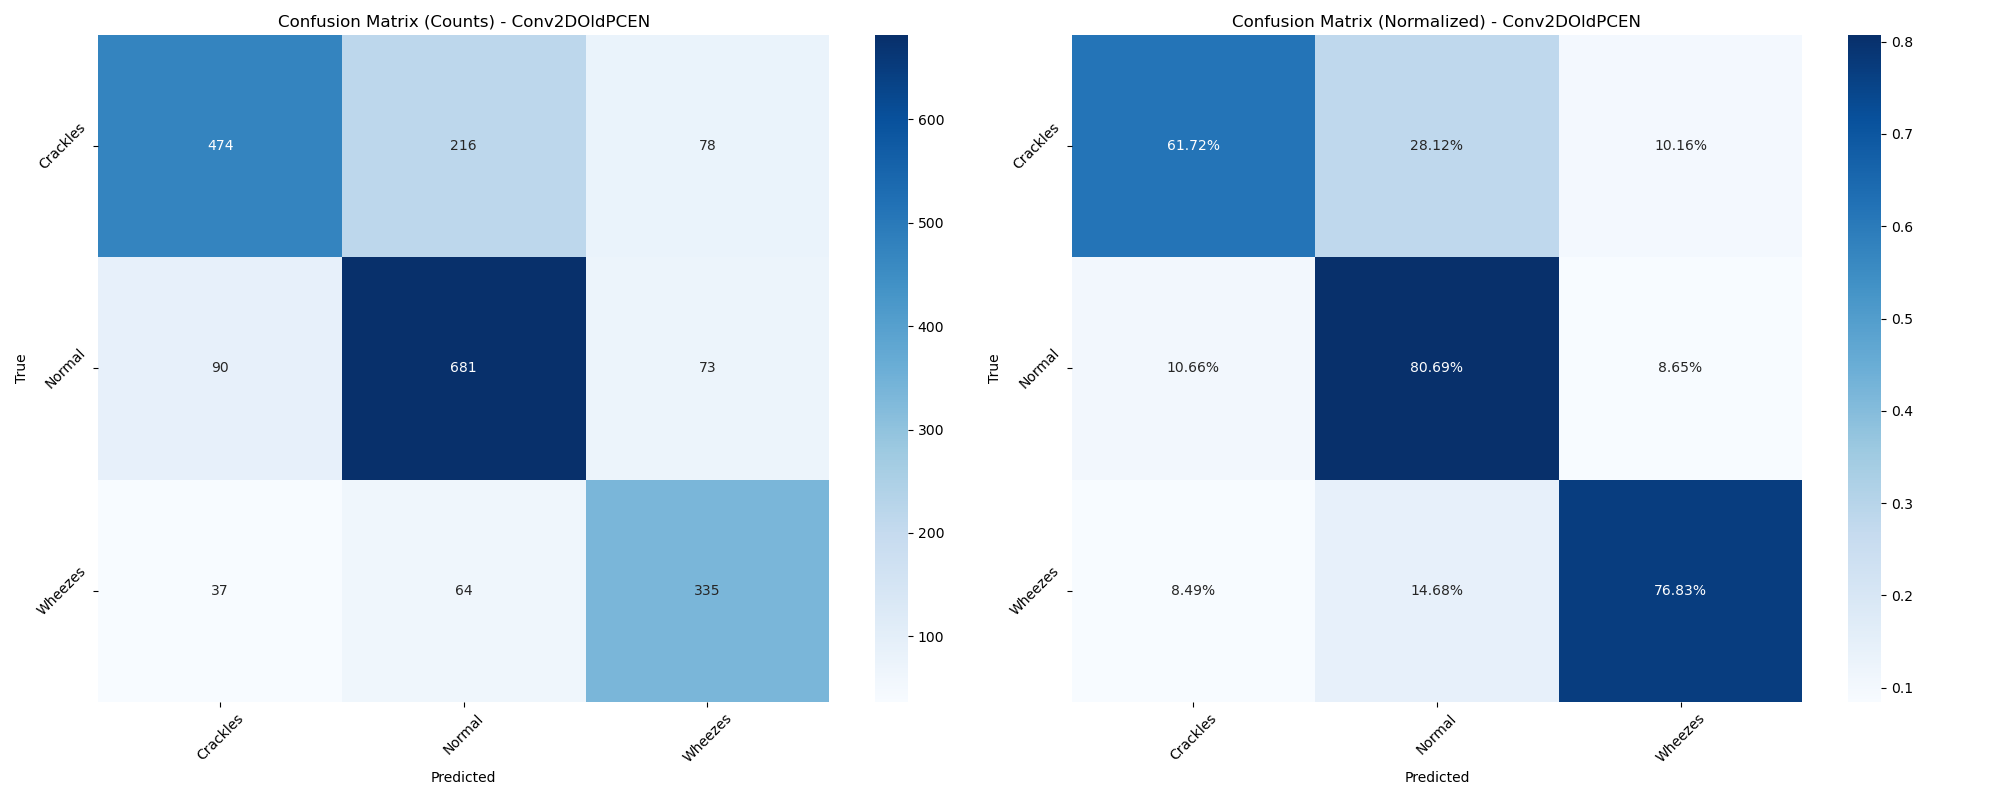 Confusion Matrix (Counts) - Conv2DOldPCEN
Crackles
474
216
78
Normal
90
681
73
Wheezes
37
64
335
True
Crackles
Normal
Wheezes
Predicted
600
500
400
300
200
100
Confusion Matrix (Normalized) - Conv2DOldPCEN
Crackles
61.72%
28.12%
10.16%
Normal
10.66%
80.69%
8.65%
Wheezes
8.49%
14.68%
76.83%
True
Crackles
Normal
Wheezes
Predicted
0.8
0.7
0.6
0.5
0.4
0.3
0.2
0.1